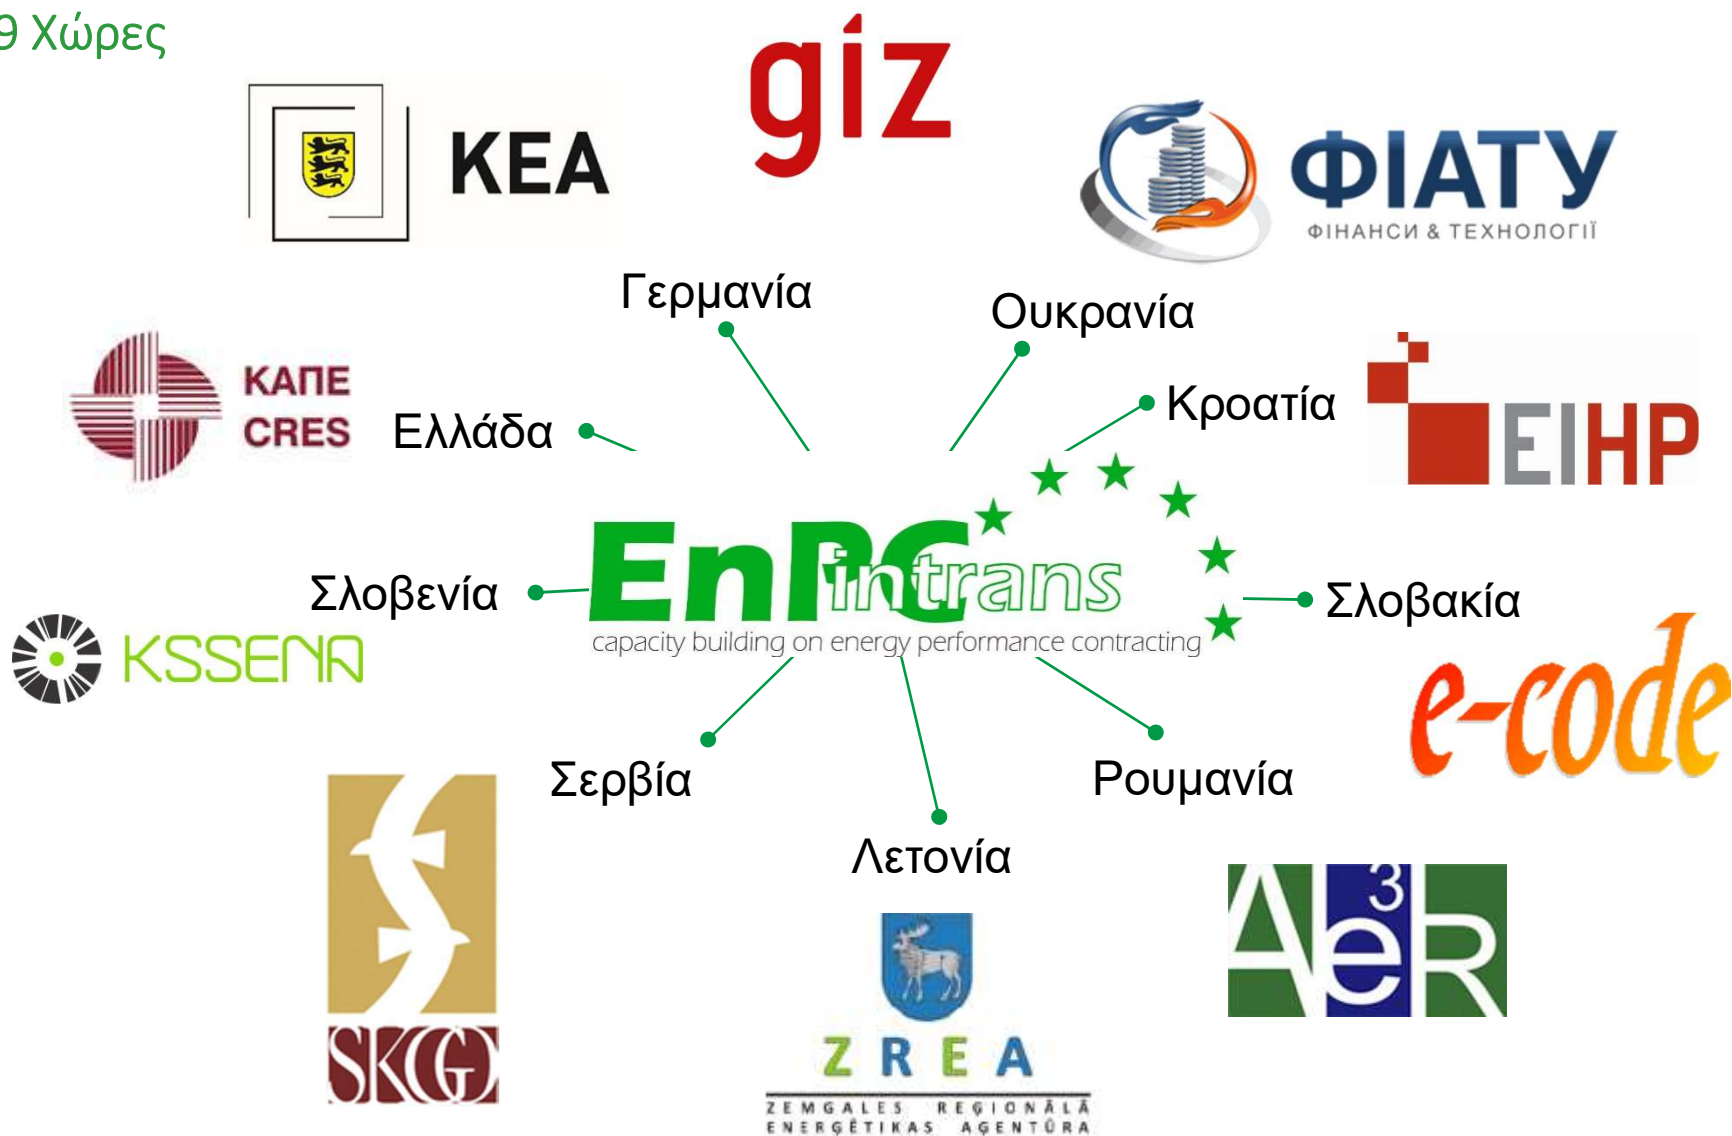 9 Χώρες
giz
KEA
ΦΙΑΤУ
ФІНАНСИ & ТЕХНОЛОГІЇ
Γερμανία
Ουκρανία
ΚΑΠΕ
CRES
Ελλάδα
Κροατία
EIHP
EnPC
intrans
capacity building on energy performance contracting
Σλοβενία
Σλοβακία
KSSENA
e-code
Σερβία
Ρουμανία
Λετονία
SKGO
Ae3R
ZREA
ZEMGALES REĢIONĀLĀ
ENERĢĒTIKAS AĢENTŪRA